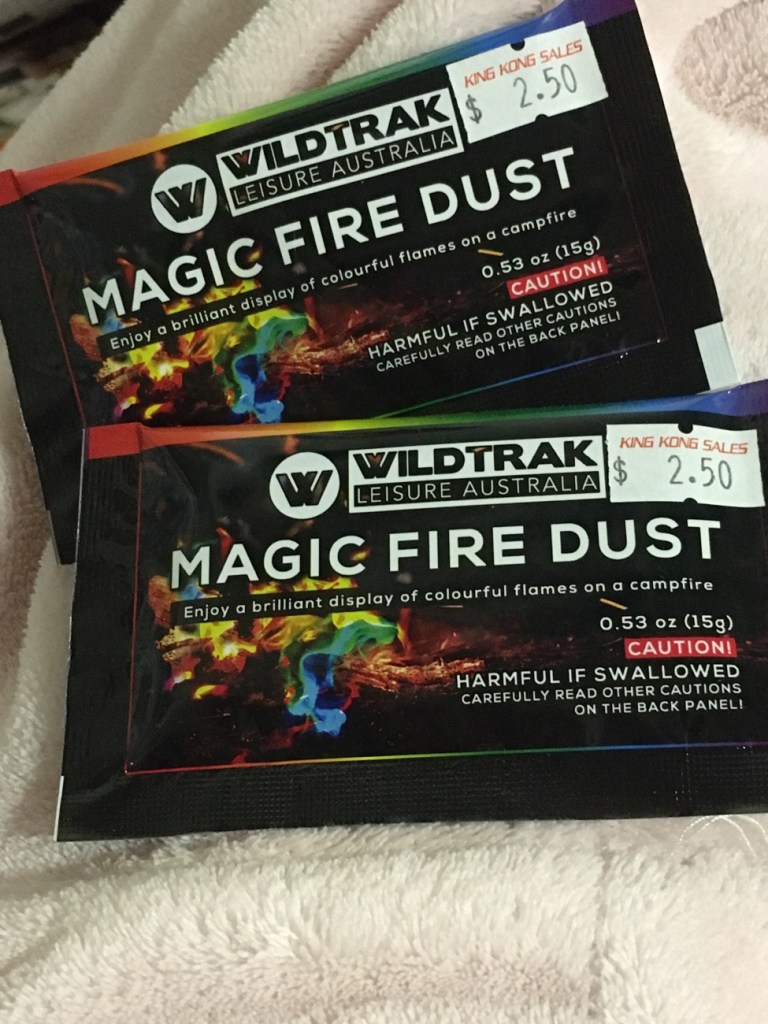 KING KONG SALES
$ 2.50
W WILDTRAK
LEISURE AUSTRALIA
MAGIC FIRE DUST
Enjoy a brilliant display of colourful flames on a campfire
0.53 oz (15g)
CAUTION!
HARMFUL IF SWALLOWED
CAREFULLY READ OTHER CAUTIONS
ON THE BACK PANEL!
KING KONG SALES
$ 2.50
W WILDTRAK
LEISURE AUSTRALIA
MAGIC FIRE DUST
Enjoy a brilliant display of colourful flames on a campfire
0.53 oz (15g)
CAUTION!
HARMFUL IF SWALLOWED
CAREFULLY READ OTHER CAUTIONS
ON THE BACK PANEL!